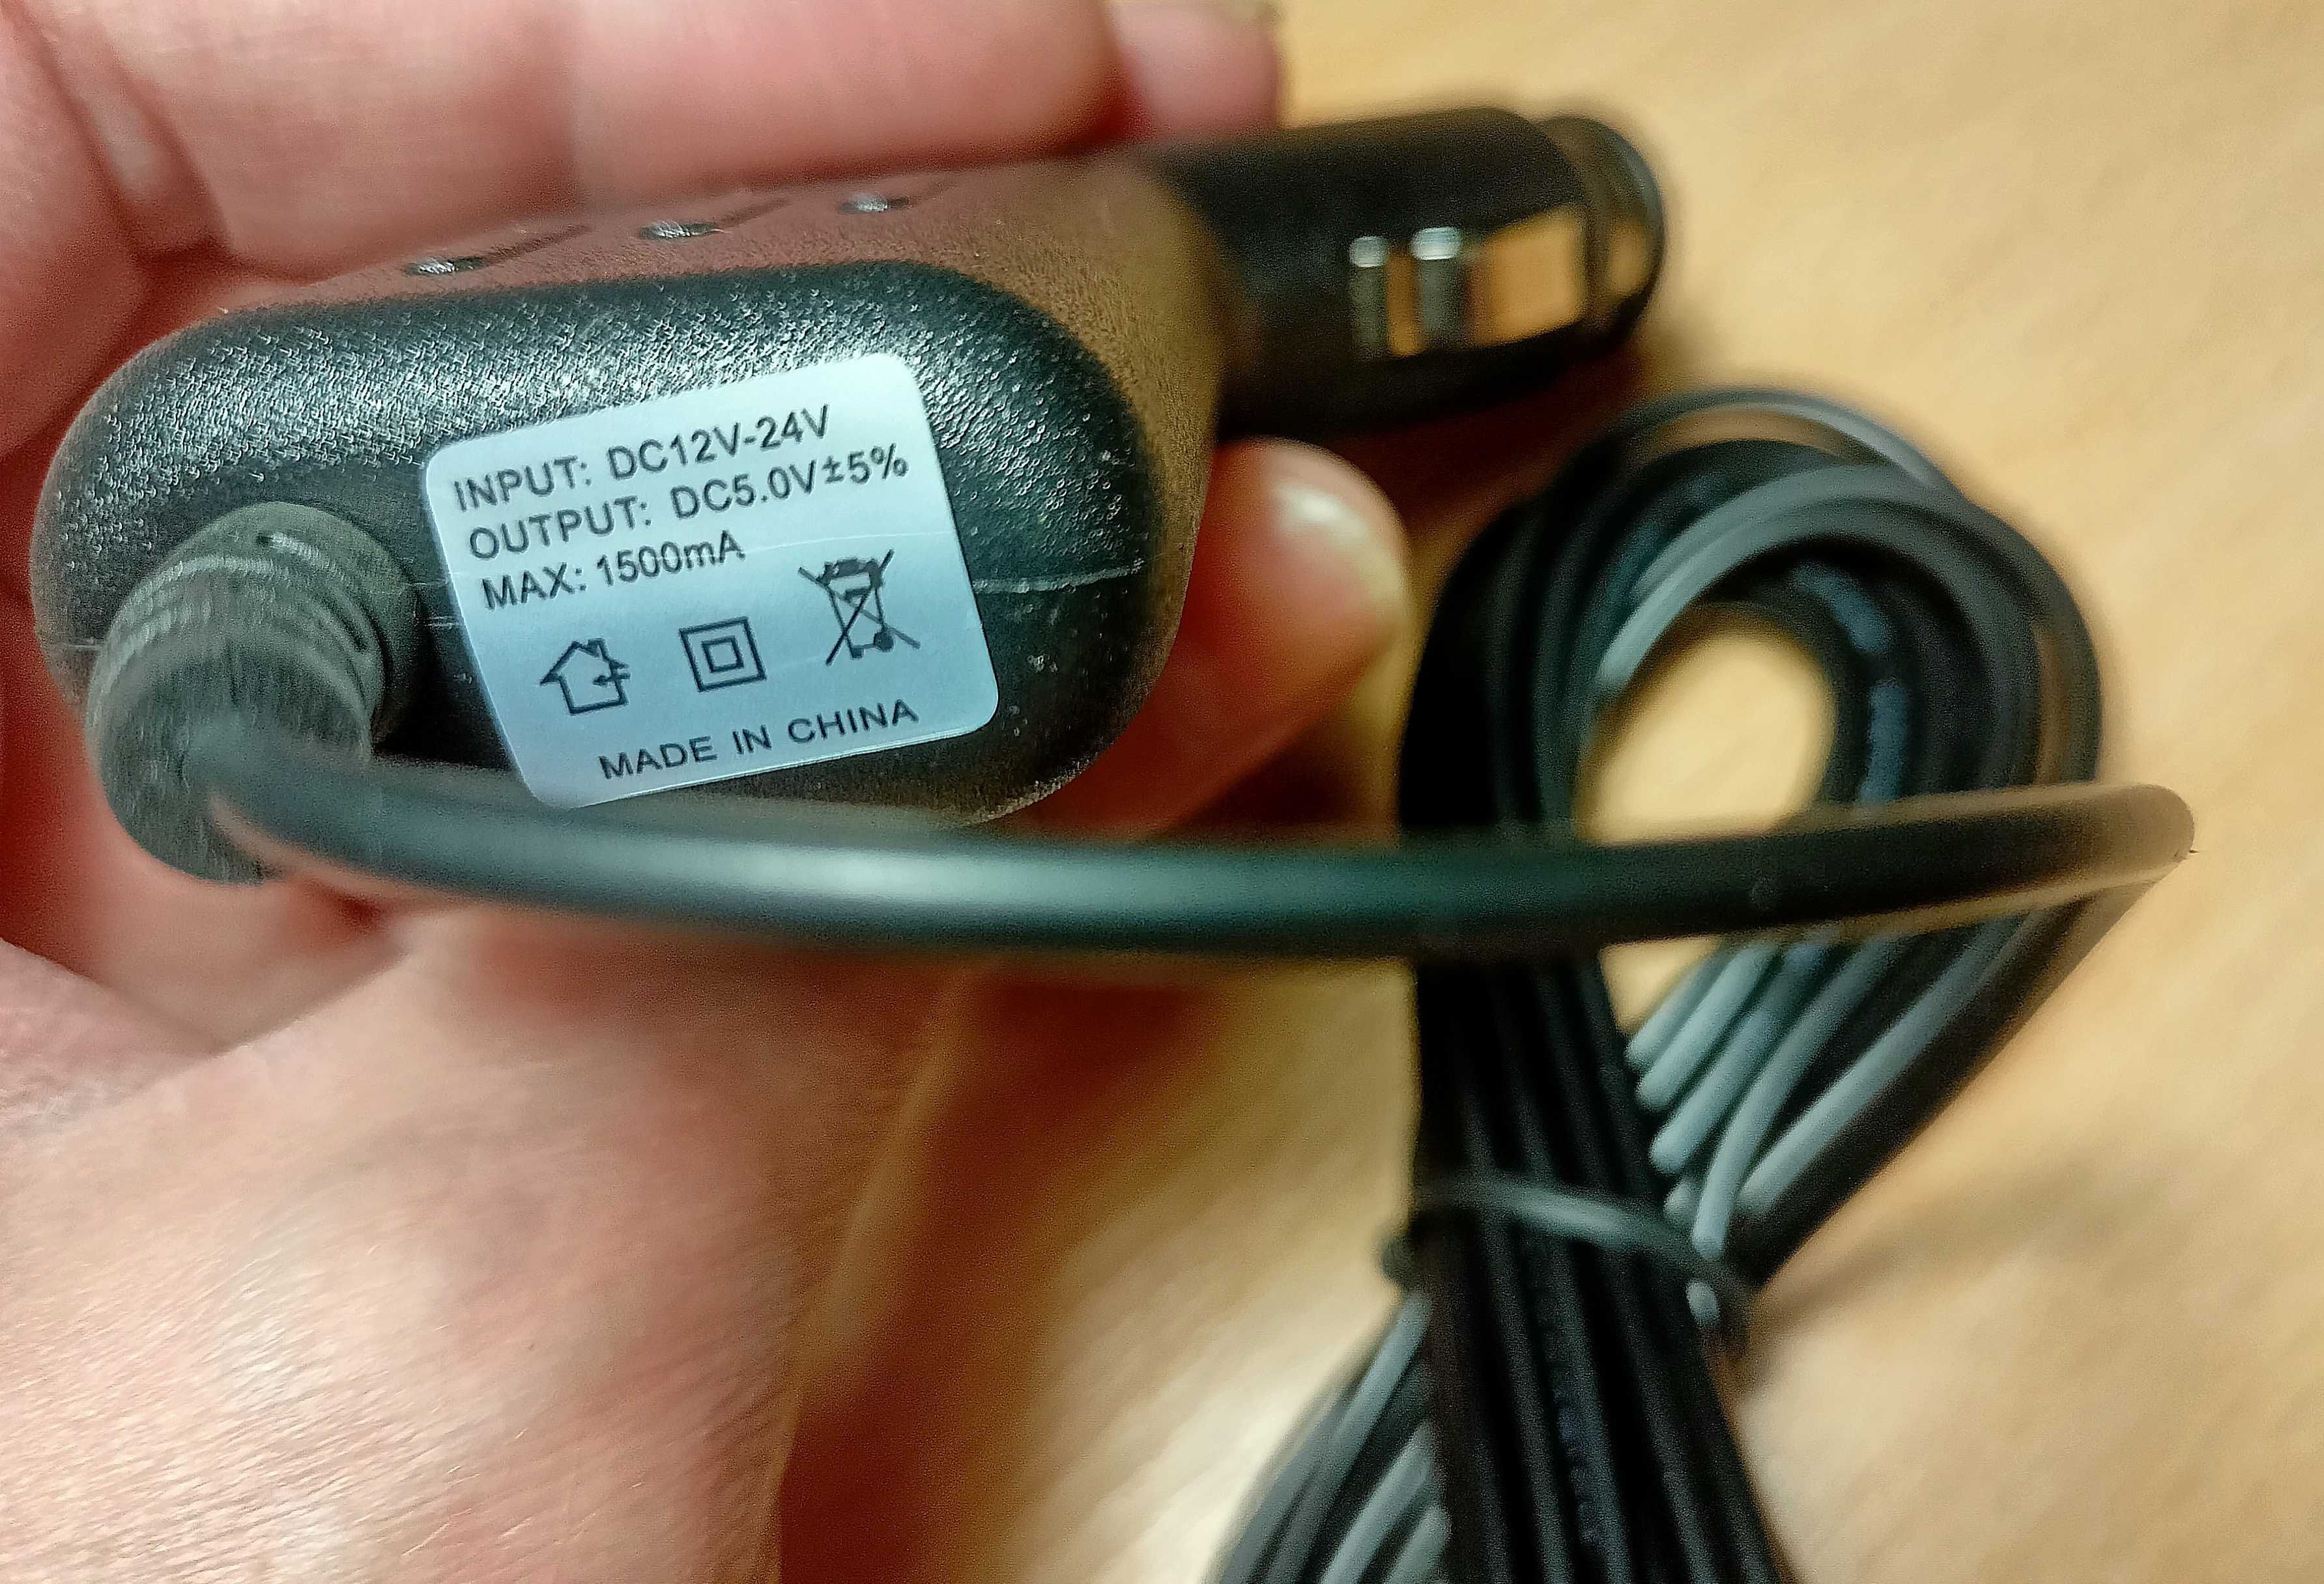 INPUT: DC12V-24V
OUTPUT: DC5.0V±5%
MAX: 1500mA
MADE IN CHINA